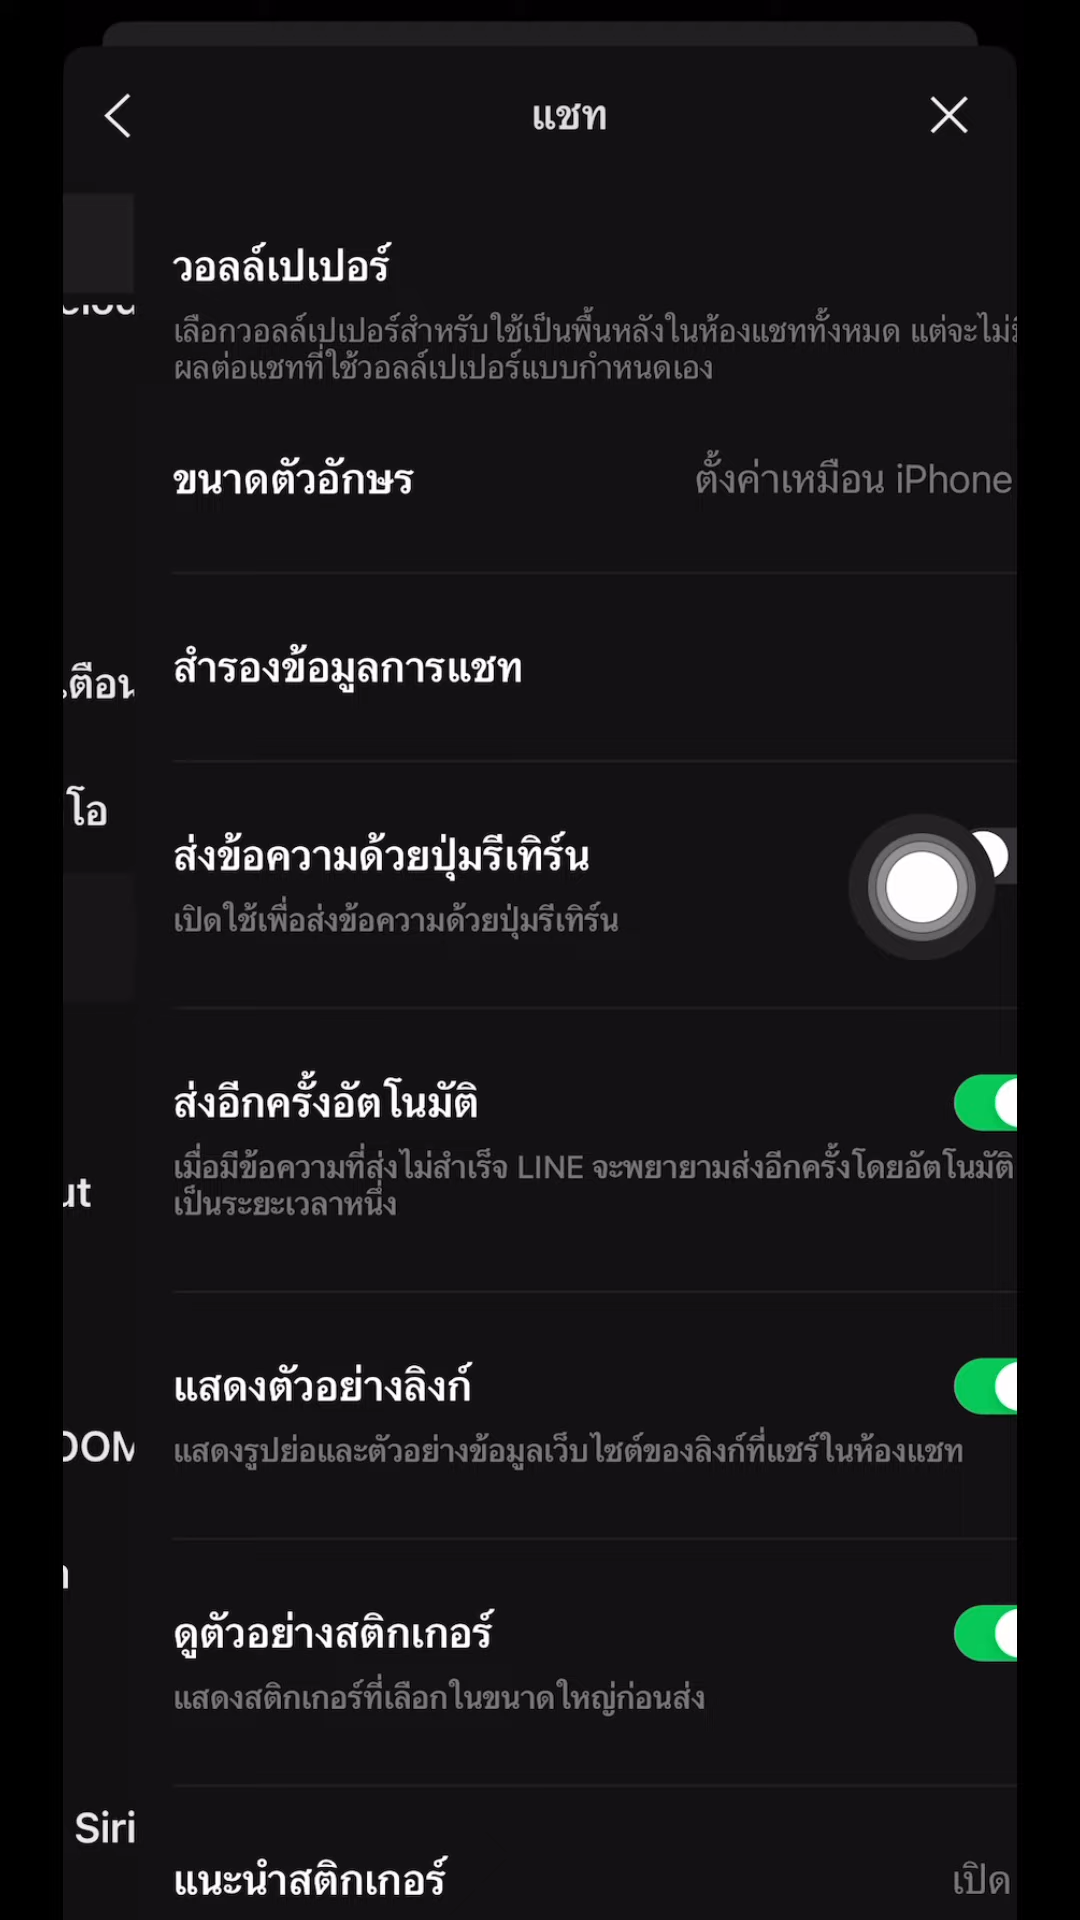 แชท
วอลล์เปเปอร์
เลือกวอลล์เปเปอร์สำหรับใช้เป็นพื้นหลังในห้องแชททั้งหมด แต่จะไม่
ผลต่อแชทที่ใช้วอลล์เปเปอร์แบบกำหนดเอง
ขนาดตัวอักษร
ตั้งค่าเหมือน iPhone
สำรองข้อมูลการแชท
เตือน
โอ
ส่งข้อความด้วยปุ่มรีเทิร์น
เปิดใช้เพื่อส่งข้อความด้วยปุ่มรีเทิร์น
ส่งอีกครั้งอัตโนมัติ
เมื่อมีข้อความที่ส่งไม่สำเร็จ LINE จะพยายามส่งอีกครั้งโดยอัตโนมัติ
เป็นระยะเวลาหนึ่ง
ut
แสดงตัวอย่างลิงก์
แสดงรูปย่อและตัวอย่างข้อมูลเว็บไซต์ของลิงก์ที่แชร์ในห้องแชท
OOM
ดูตัวอย่างสติกเกอร์
แสดงสติกเกอร์ที่เลือกในขนาดใหญ่ก่อนส่ง
Siri
แนะนำสติกเกอร์
เปิด